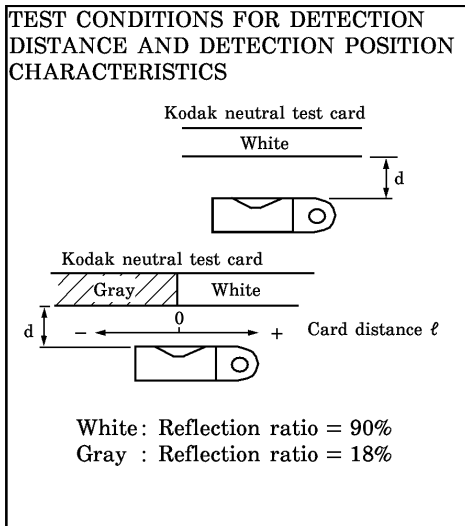 TEST CONDITIONS FOR DETECTION
DISTANCE AND DETECTION POSITION
CHARACTERISTICS
Kodak neutral test card
White
d
Kodak neutral test card
Gray White
0
d − + Card distance ℓ
White: Reflection ratio = 90%
Gray : Reflection ratio = 18%